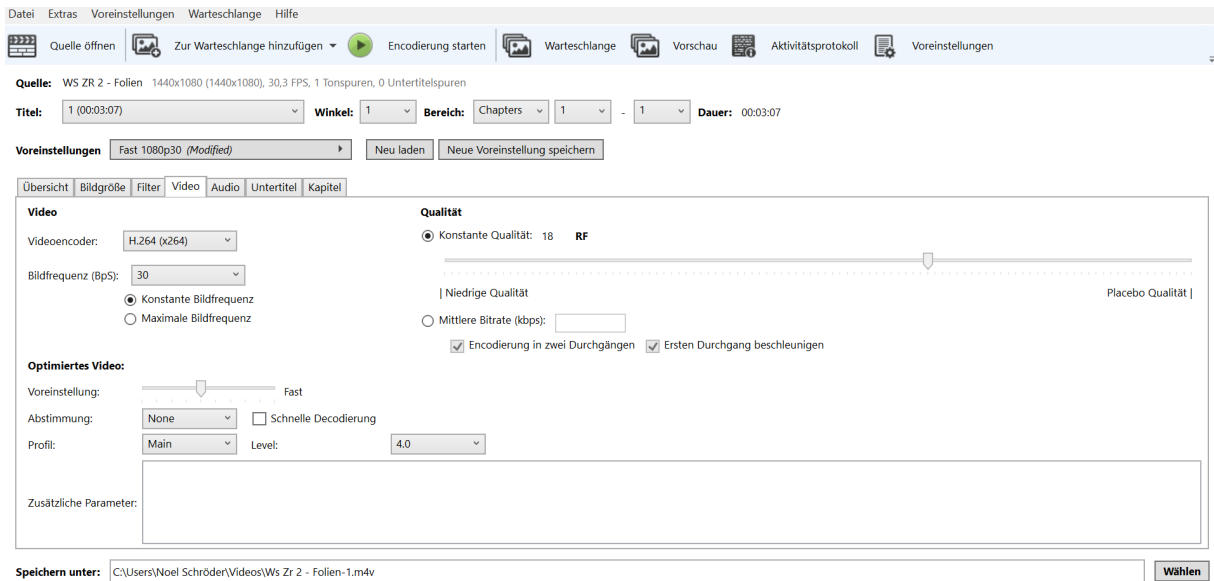 Datei Extras Voreinstellungen Warteschlange Hilfe
Quelle öffnen Zur Warteschlange hinzufügen Encodierung starten Warteschlange Vorschau Aktivitätsprotokoll Voreinstellungen
Quelle: WS ZR 2 - Folien 1440x1080 (1440x1080), 30,3 FPS, 1 Tonspuren, 0 Untertitelspuren
Titel: 1 (00:03:07) Winkel: 1 Bereich: Chapters 1 - 1 Dauer: 00:03:07
Voreinstellungen Fast 1080p30 (Modified) Neu laden Neue Voreinstellung speichern
Übersicht Bildgröße Filter Video Audio Untertitel Kapitel
Video Qualität
Videoencoder: H.264 (x264) Konstante Qualität: 18 RF
Bildfrequenz (BpS): 30
Konstante Bildfrequenz | Niedrige Qualität Placebo Qualität |
Maximale Bildfrequenz Mittlere Bitrate (kbps):
Encodierung in zwei Durchgängen Ersten Durchgang beschleunigen
Optimiertes Video:
Voreinstellung: Fast
Abstimmung: None Schnelle Decodierung
Profil: Main Level: 4.0
Zusätzliche Parameter:
Speichern unter: C:\Users\Noel Schröder\Videos\Ws Zr 2 - Folien-1.m4v Wählen